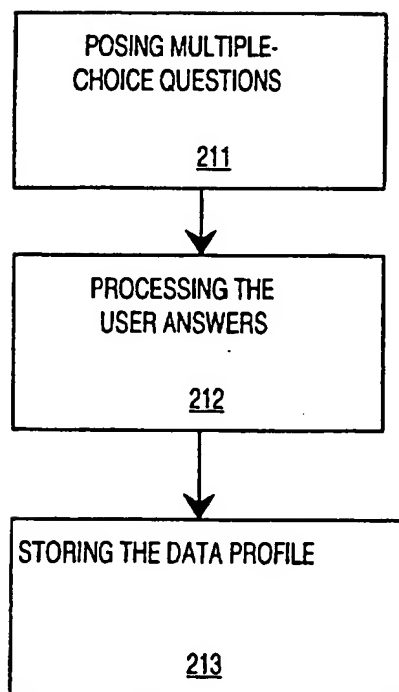 POSING MULTIPLE-
CHOICE QUESTIONS
211
PROCESSING THE
USER ANSWERS
212
STORING THE DATA PROFILE
213